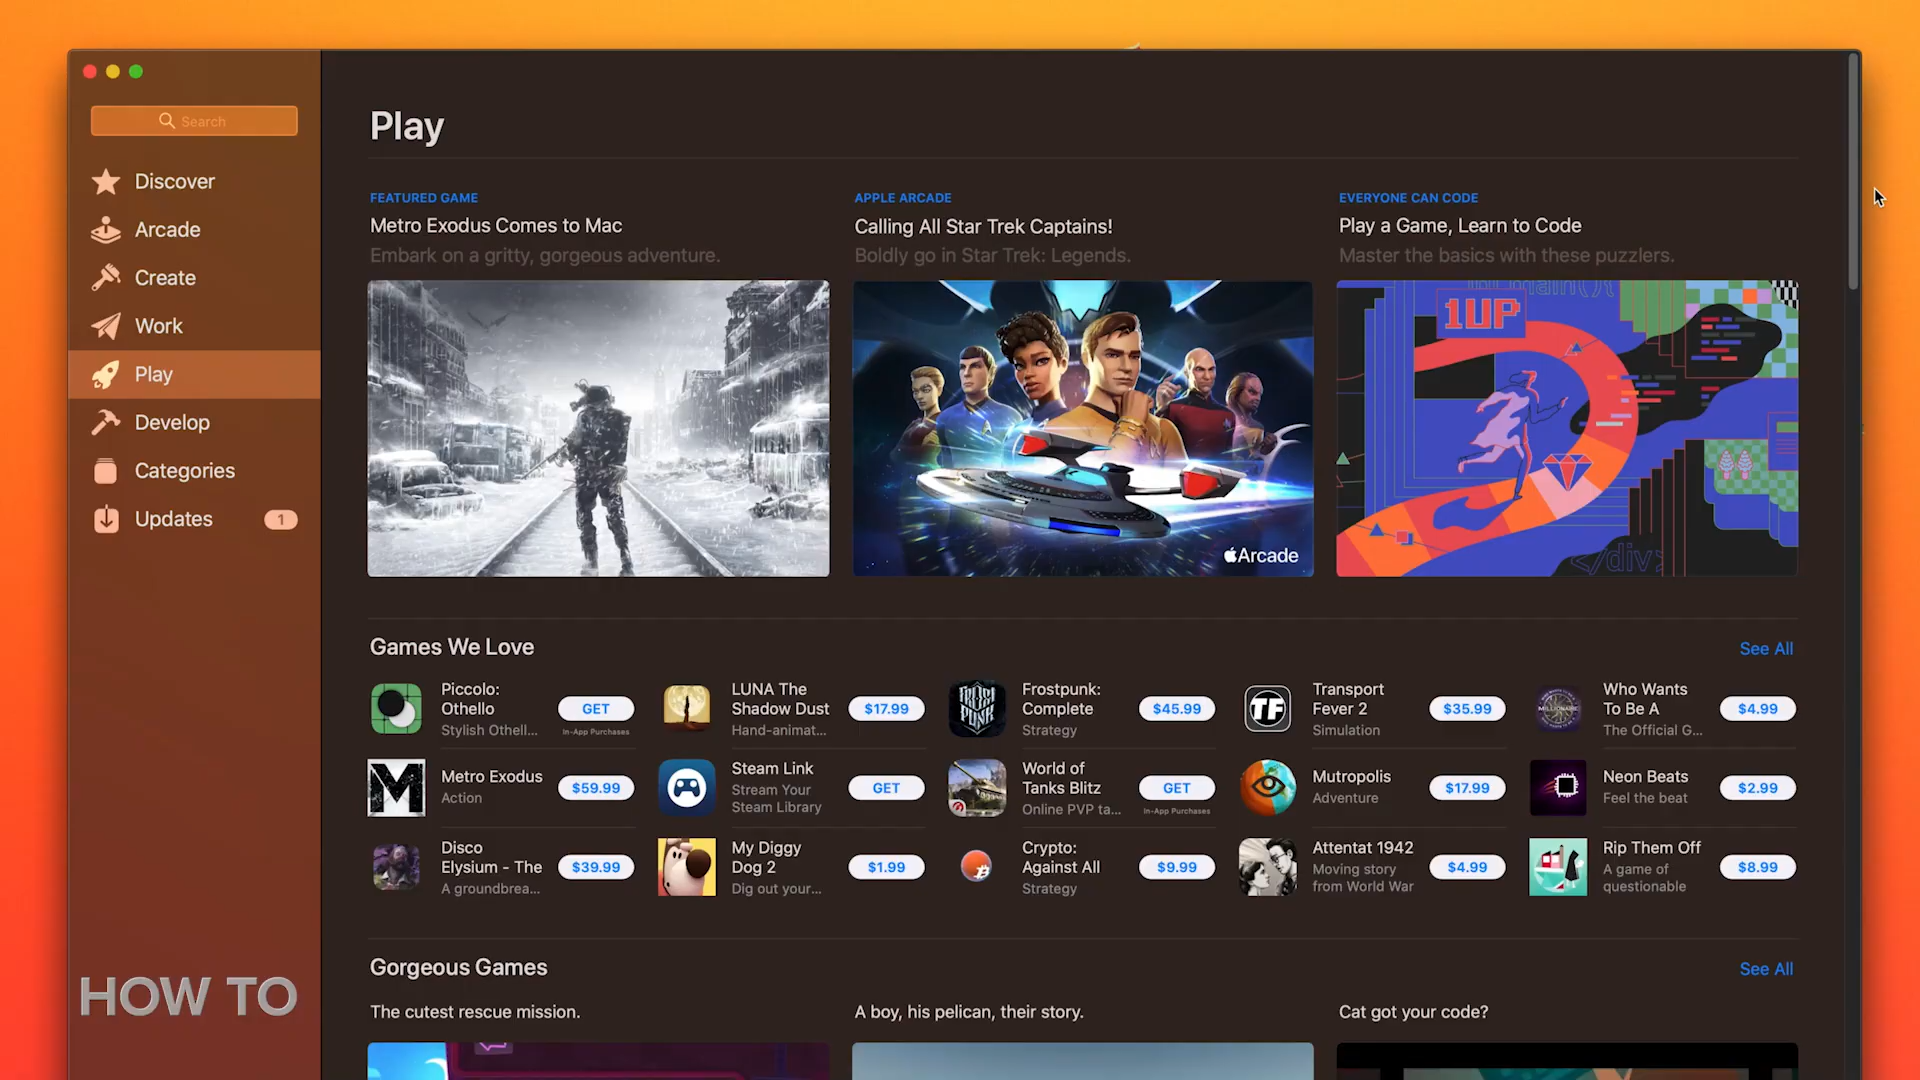 Search
Discover
Arcade
Create
Work
Play
Develop
Categories
Updates 1
HOW TO
Play
FEATURED GAME
Metro Exodus Comes to Mac
Embark on a gritty, gorgeous adventure.
APPLE ARCADE
Calling All Star Trek Captains!
Boldly go in Star Trek: Legends.
Arcade
EVERYONE CAN CODE
Play a Game, Learn to Code
Master the basics with these puzzlers.
main(){
1UP
</div>
Games We Love
See All
Piccolo:
Othello
Stylish Othell...
GET
In-App Purchases
LUNA The
Shadow Dust
Hand-animat...
$17.99
FROST
PUNK
Frostpunk:
Complete
Strategy
$45.99
TF
Transport
Fever 2
Simulation
$35.99
MILLIONAIRE
Who Wants
To Be A
The Official G...
$4.99
M
Metro Exodus
Action
$59.99
Steam Link
Stream Your
Steam Library
GET
World of
Tanks Blitz
Online PVP ta...
GET
In-App Purchases
Mutropolis
Adventure
$17.99
Neon Beats
Feel the beat
$2.99
Disco
Elysium - The
A groundbrea...
$39.99
My Diggy
Dog 2
Dig out your...
$1.99
Crypto:
Against All
Strategy
$9.99
Attentat 1942
Moving story
from World War
$4.99
Rip Them Off
A game of
questionable
$8.99
Gorgeous Games
See All
The cutest rescue mission.
A boy, his pelican, their story.
Cat got your code?